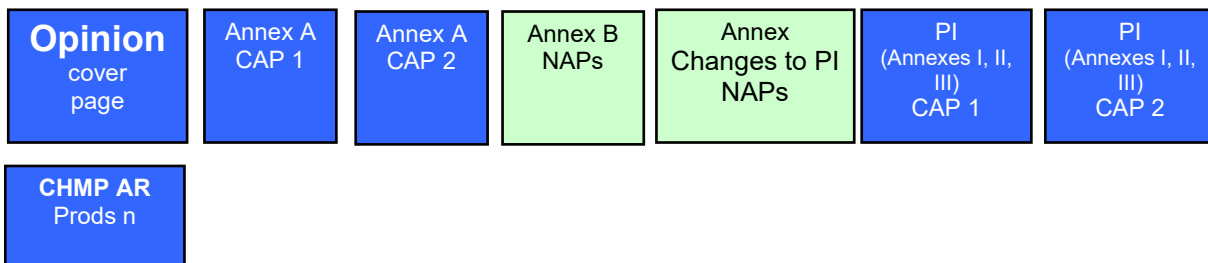 Opinion
cover
page
Annex A
CAP 1
Annex A
CAP 2
Annex B
NAPs
Annex
Changes to PI
NAPs
PI
(Annexes I, II,
III)
CAP 1
PI
(Annexes I, II,
III)
CAP 2
CHMP AR
Prods n